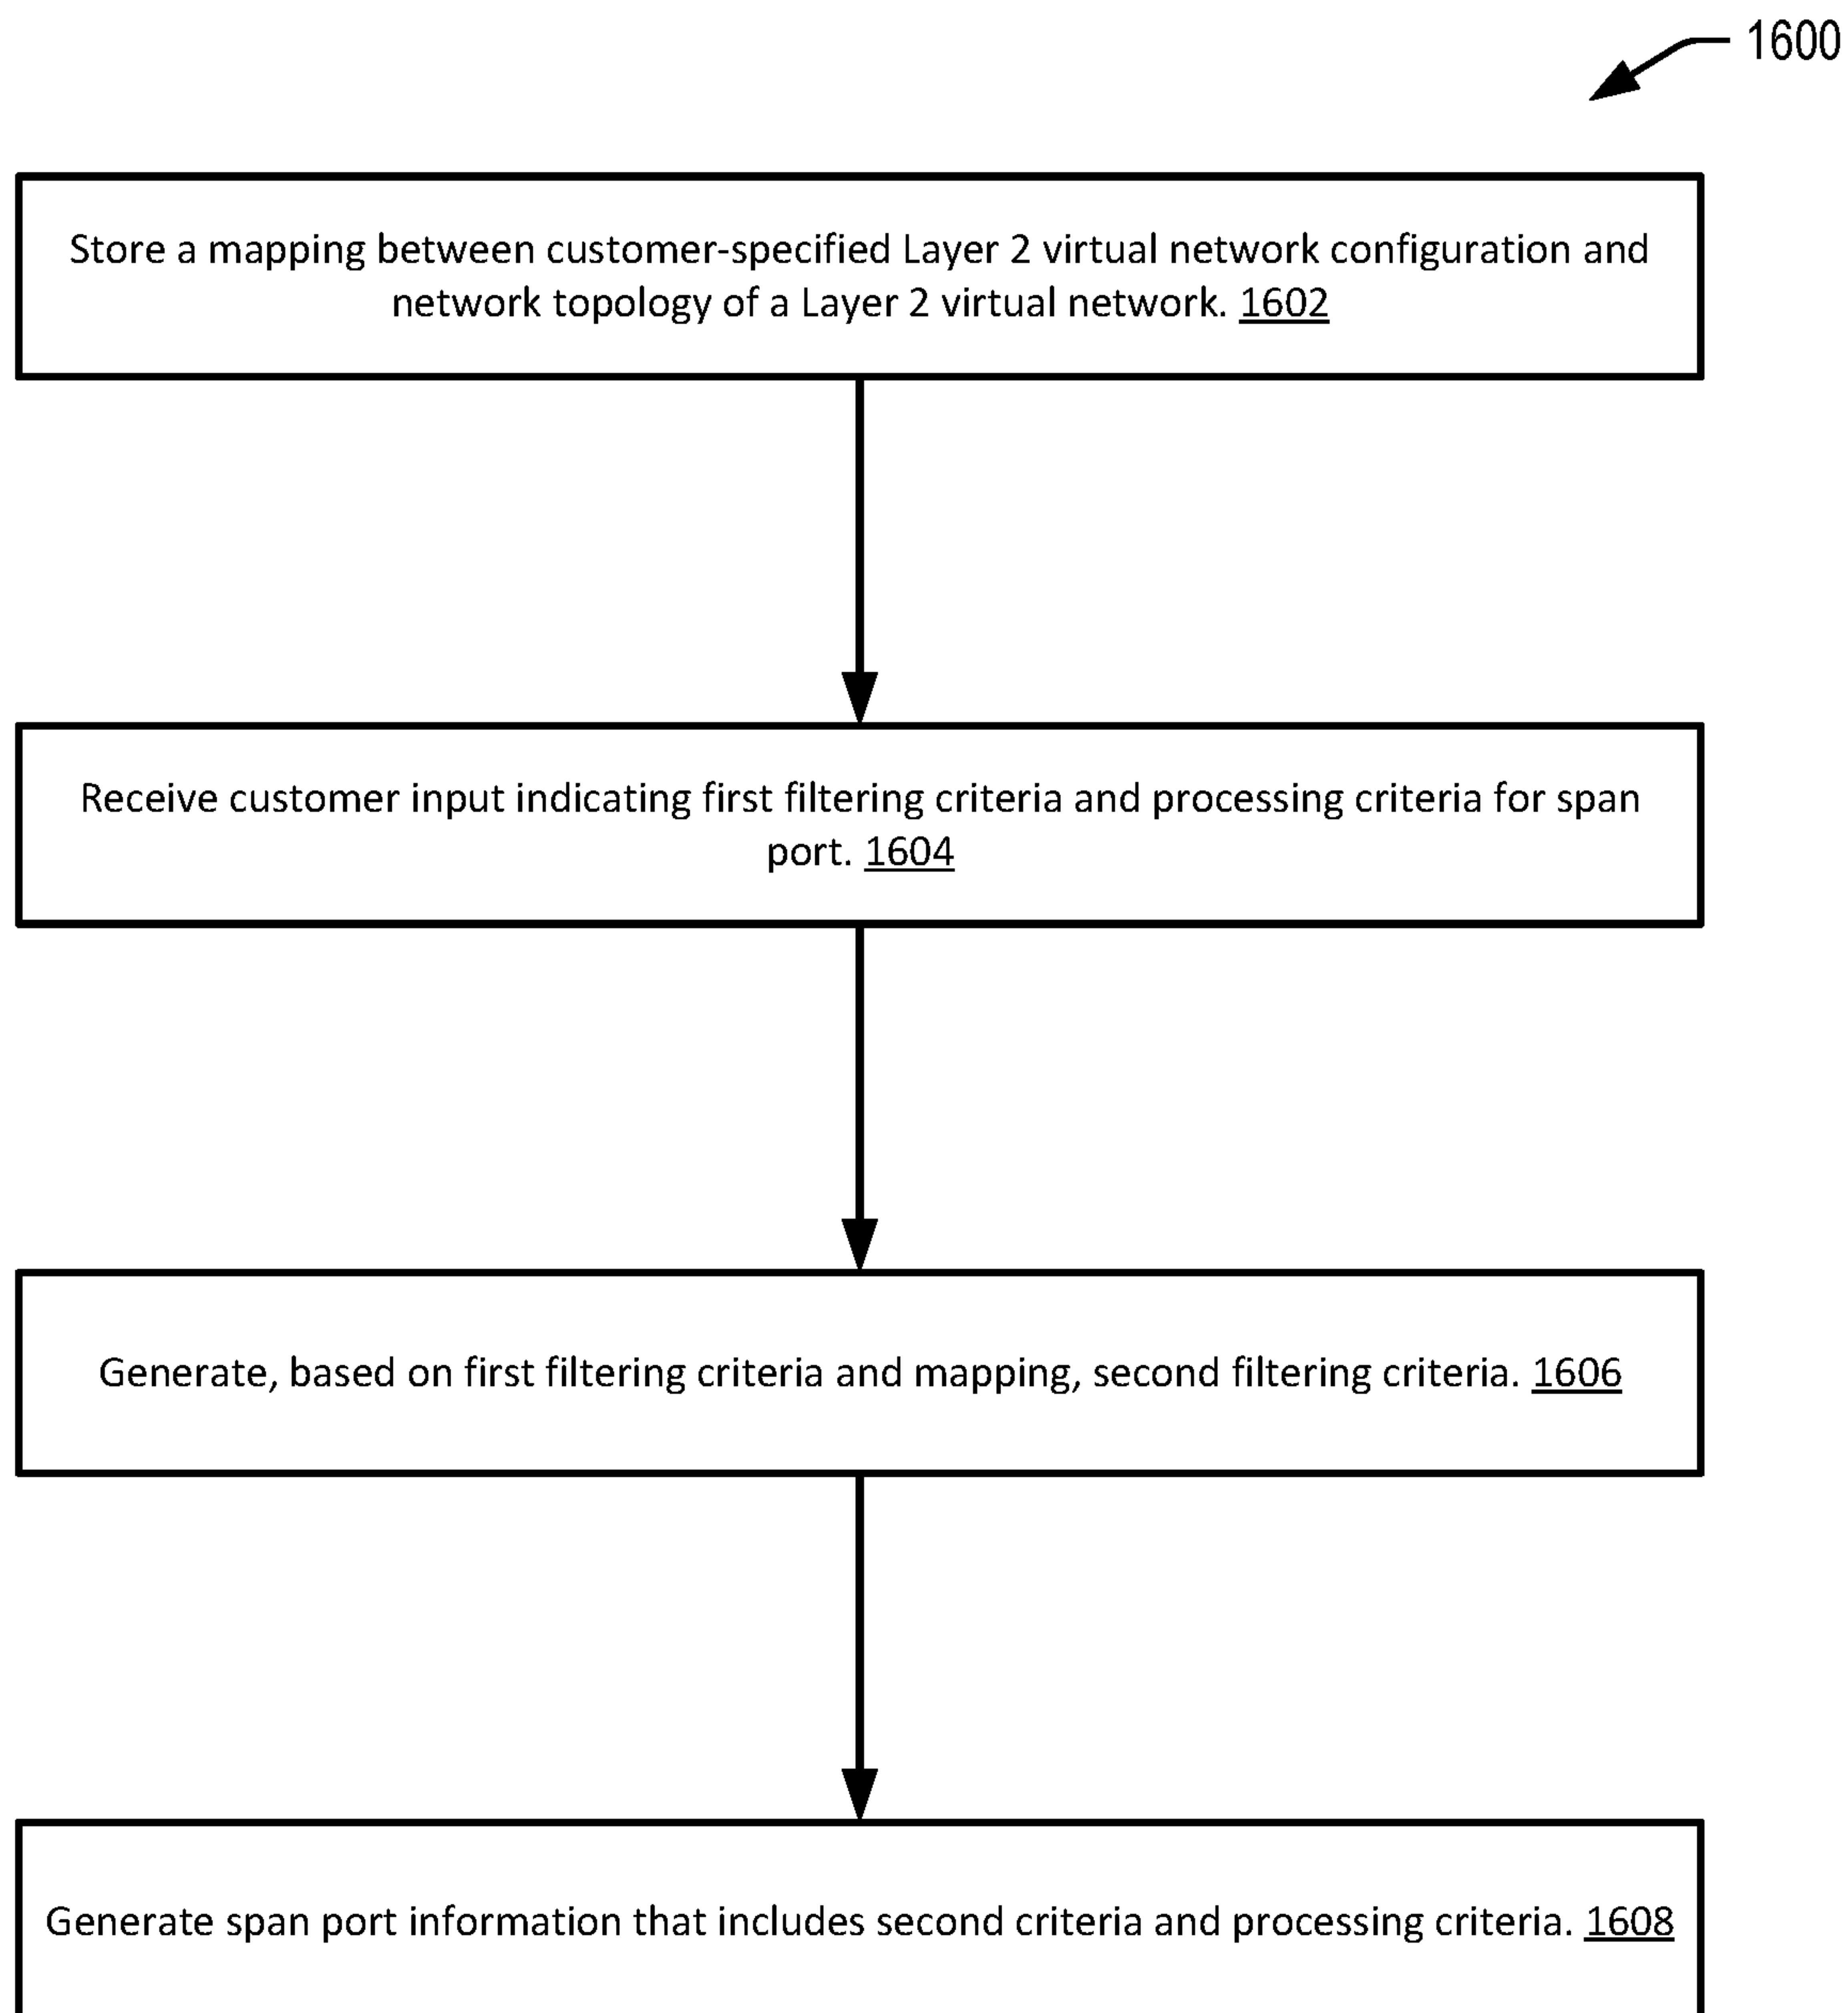 1600
Store a mapping between customer-specified Layer 2 virtual network configuration and
network topology of a Layer 2 virtual network. 1602
Receive customer input indicating first filtering criteria and processing criteria for span
port. 1604
Generate, based on first filtering criteria and mapping, second filtering criteria. 1606
Generate span port information that includes second criteria and processing criteria. 1608